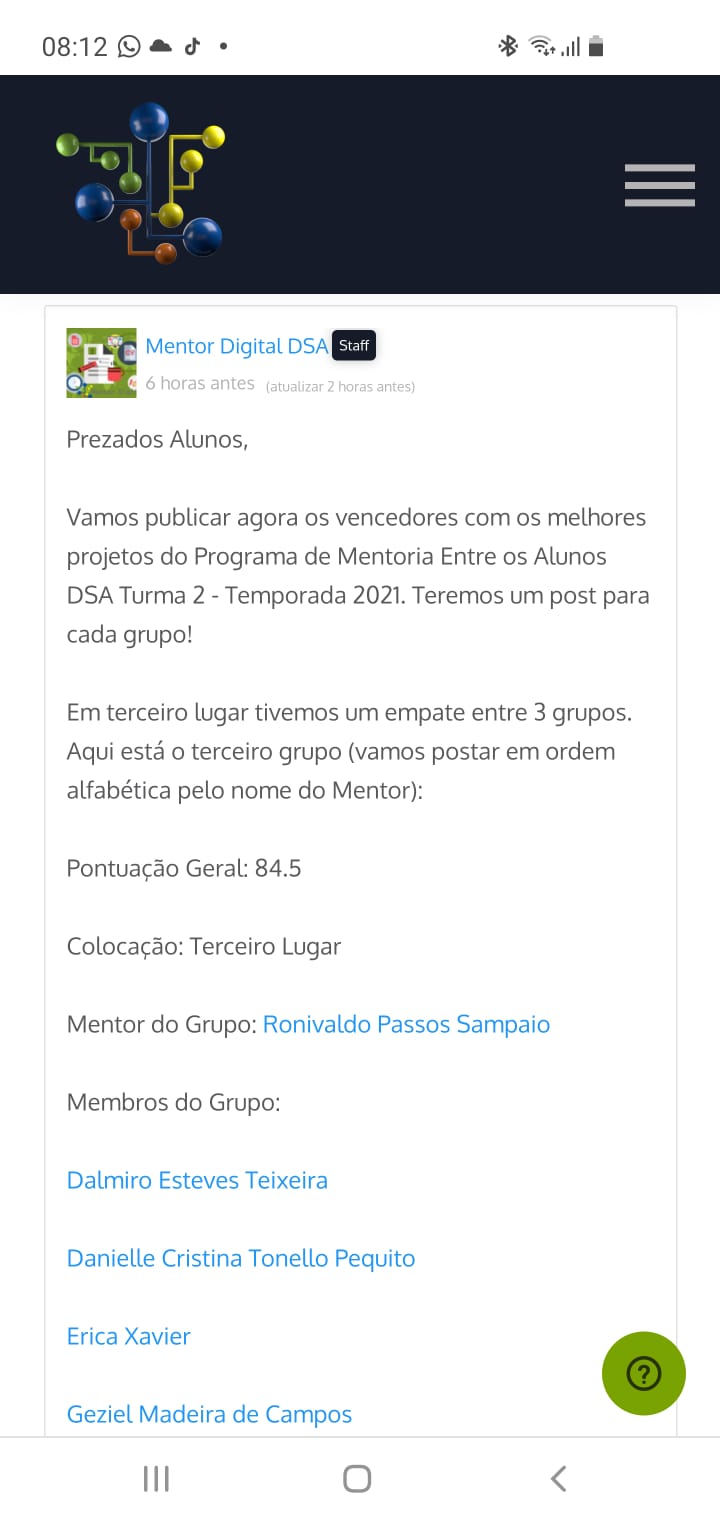 08:12
Mentor Digital DSA Staff
6 horas antes (atualizar 2 horas antes)
Prezados Alunos,
Vamos publicar agora os vencedores com os melhores
projetos do Programa de Mentoria Entre os Alunos
DSA Turma 2 - Temporada 2021. Teremos um post para
cada grupo!
Em terceiro lugar tivemos um empate entre 3 grupos.
Aqui está o terceiro grupo (vamos postar em ordem
alfabética pelo nome do Mentor):
Pontuação Geral: 84.5
Colocação: Terceiro Lugar
Mentor do Grupo: Ronivaldo Passos Sampaio
Membros do Grupo:
Dalmiro Esteves Teixeira
Danielle Cristina Tonello Pequito
Erica Xavier
Geziel Madeira de Campos